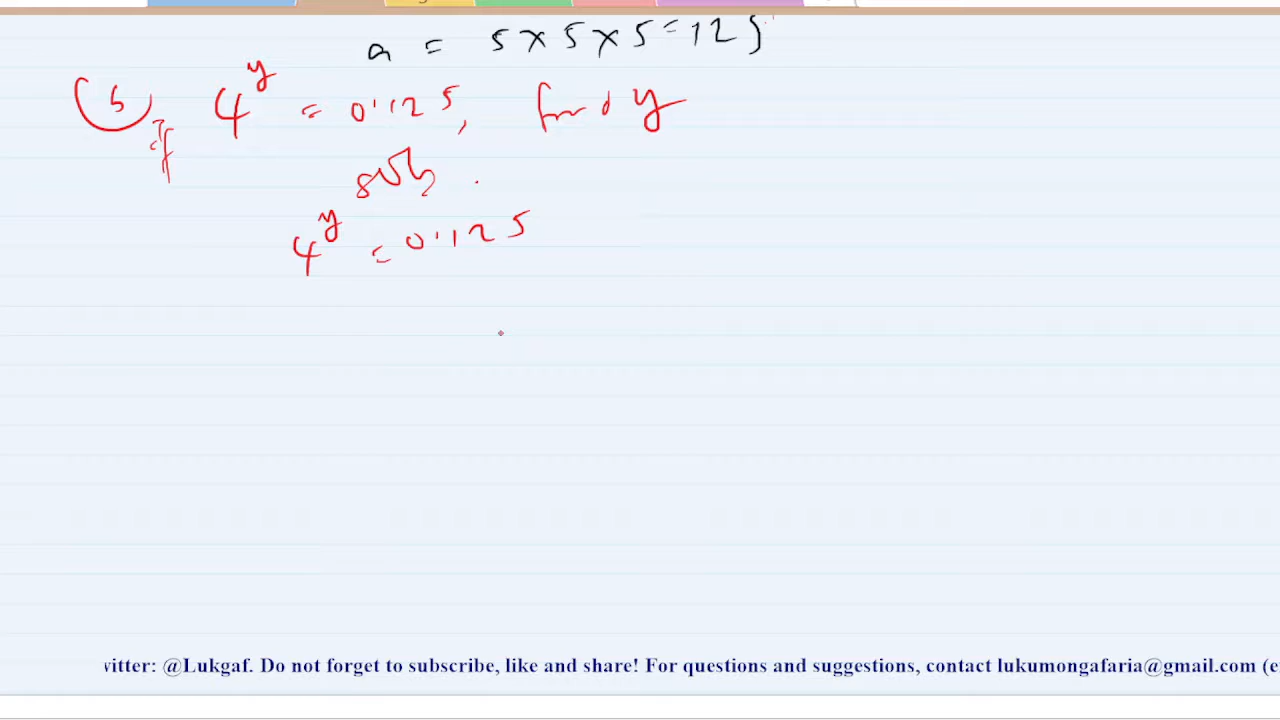 a = 5 x 5 x 5 = 125
5 If 4^y = 0.125, find y
soln.
4^y = 0.125
vitter: @Lukgaf. Do not forget to subscribe, like and share! For questions and suggestions, contact lukumongafaria@gmail.com (e